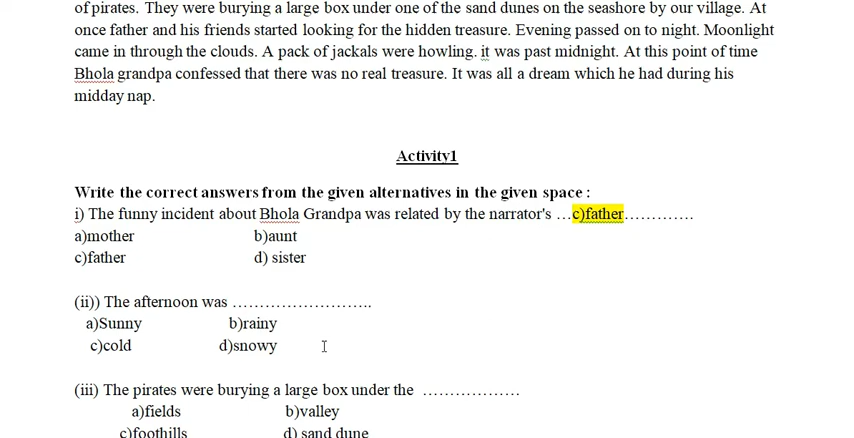 of pirates. They were burying a large box under one of the sand dunes on the seashore by our village. At
once father and his friends started looking for the hidden treasure. Evening passed on to night. Moonlight
came in through the clouds. A pack of jackals were howling. it was past midnight. At this point of time
Bhola grandpa confessed that there was no real treasure. It was all a dream which he had during his
midday nap.
Activity1
Write the correct answers from the given alternatives in the given space :
i) The funny incident about Bhola Grandpa was related by the narrator's …c)father………….
a)mother b)aunt
c)father d) sister
(ii)) The afternoon was ……………………..
a)Sunny b)rainy
c)cold d)snowy
(iii) The pirates were burying a large box under the ………………
a)fields b)valley
c)foothills d) sand dune